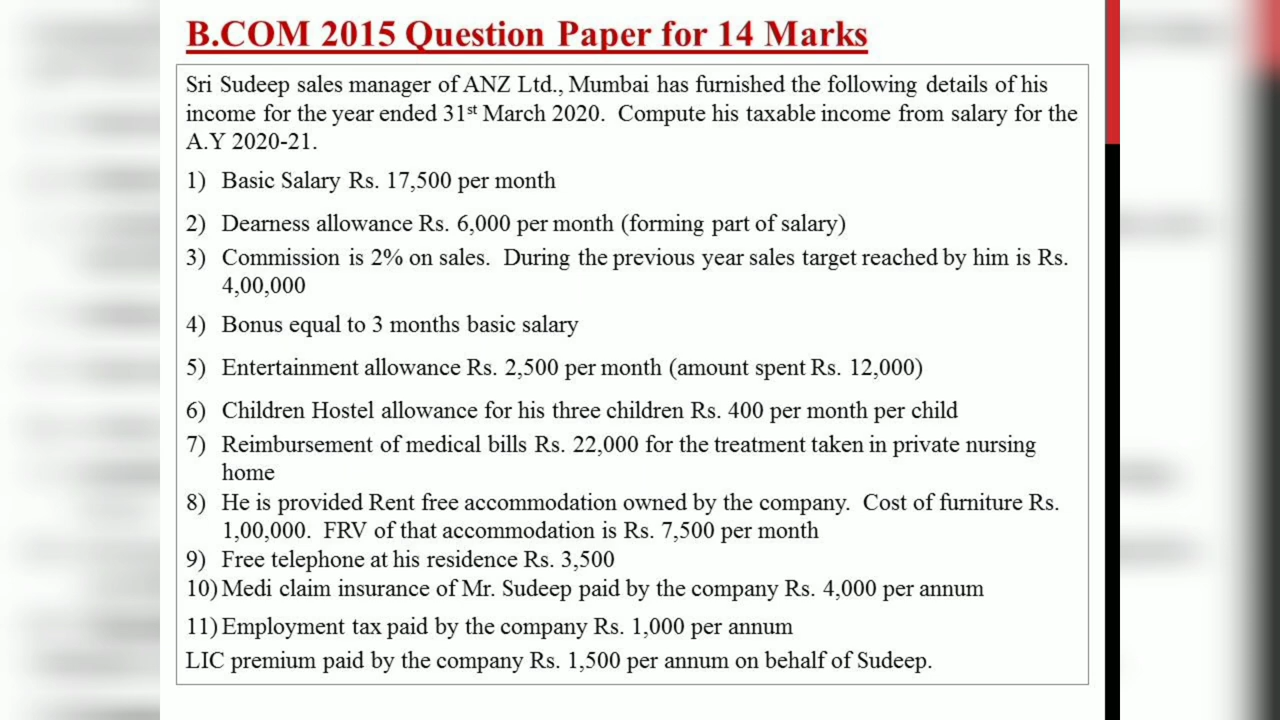 B.COM 2015 Question Paper for 14 Marks
Sri Sudeep sales manager of ANZ Ltd., Mumbai has furnished the following details of his
income for the year ended 31st March 2020. Compute his taxable income from salary for the
A.Y 2020-21.
1) Basic Salary Rs. 17,500 per month
2) Dearness allowance Rs. 6,000 per month (forming part of salary)
3) Commission is 2% on sales. During the previous year sales target reached by him is Rs.
4,00,000
4) Bonus equal to 3 months basic salary
5) Entertainment allowance Rs. 2,500 per month (amount spent Rs. 12,000)
6) Children Hostel allowance for his three children Rs. 400 per month per child
7) Reimbursement of medical bills Rs. 22,000 for the treatment taken in private nursing
home
8) He is provided Rent free accommodation owned by the company. Cost of furniture Rs.
1,00,000. FRV of that accommodation is Rs. 7,500 per month
9) Free telephone at his residence Rs. 3,500
10) Medi claim insurance of Mr. Sudeep paid by the company Rs. 4,000 per annum
11) Employment tax paid by the company Rs. 1,000 per annum
LIC premium paid by the company Rs. 1,500 per annum on behalf of Sudeep.